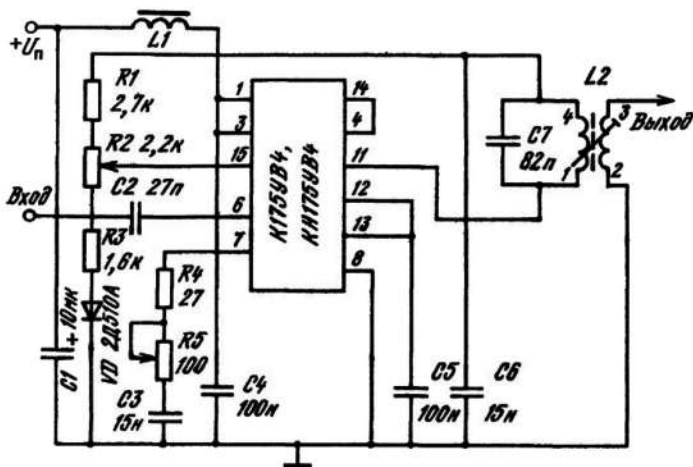 +Uп
L1
R1
2,7к
R2 2,2к
C2 27п
Вход
R3
1,6к
VD 2Д510А
C1
+10мк
R4
27
R5
100
C3
15н
C4
100н
1
3
15
6
7
К175УВ4,
КН175УВ4
14
4
11
12
13
8
C5
100н
C6
15н
C7
82п
L2
4
3
1
2
Выход